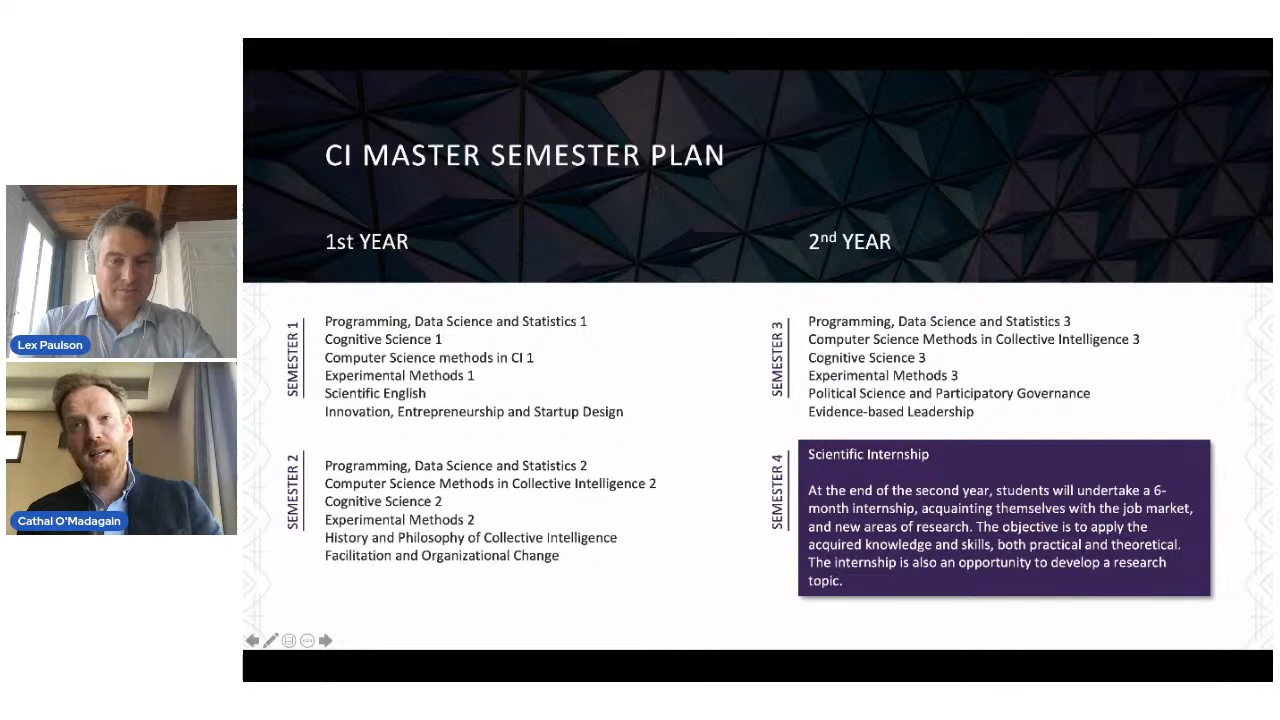 CI MASTER SEMESTER PLAN
1st YEAR
2nd YEAR
SEMESTER 1
Programming, Data Science and Statistics 1
Cognitive Science 1
Computer Science methods in CI 1
Experimental Methods 1
Scientific English
Innovation, Entrepreneurship and Startup Design
SEMESTER 2
Programming, Data Science and Statistics 2
Computer Science Methods in Collective Intelligence 2
Cognitive Science 2
Experimental Methods 2
History and Philosophy of Collective Intelligence
Facilitation and Organizational Change
SEMESTER 3
Programming, Data Science and Statistics 3
Computer Science Methods in Collective Intelligence 3
Cognitive Science 3
Experimental Methods 3
Political Science and Participatory Governance
Evidence-based Leadership
SEMESTER 4
Scientific Internship
At the end of the second year, students will undertake a 6-
month internship, acquainting themselves with the job market,
and new areas of research. The objective is to apply the
acquired knowledge and skills, both practical and theoretical.
The internship is also an opportunity to develop a research
topic.
Lex Paulson
Cathal O'Madagain